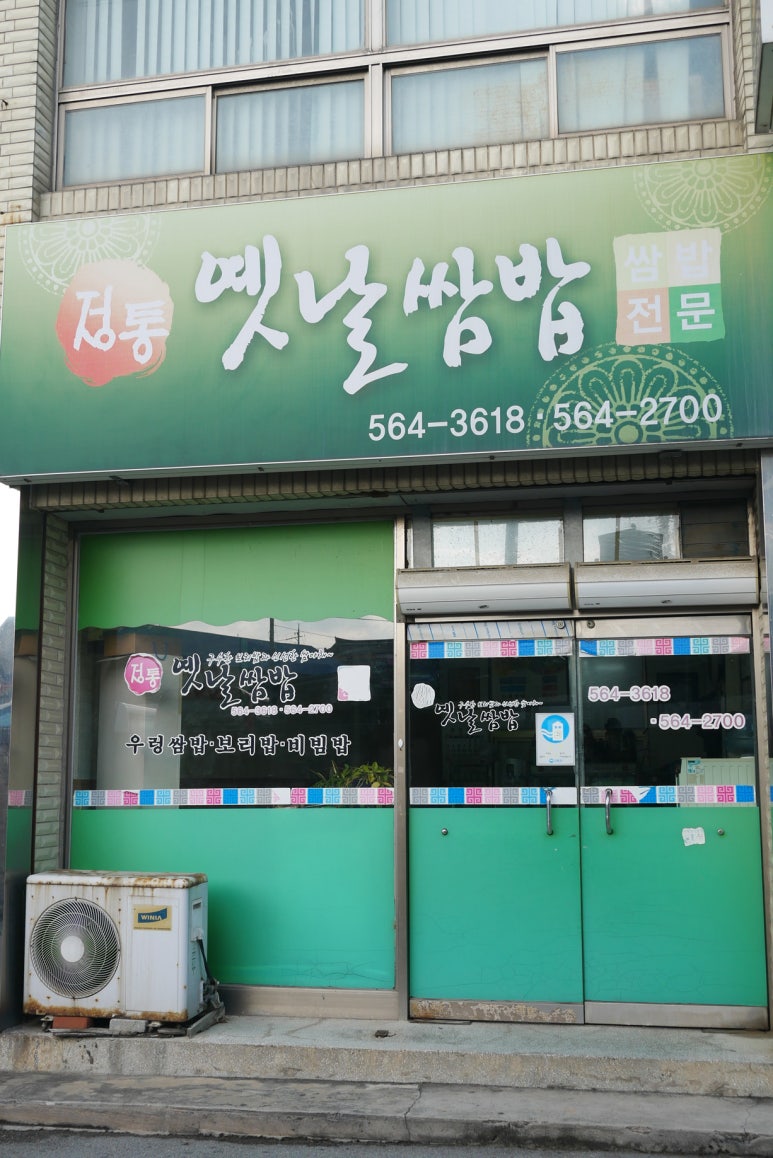 정통 옛날쌈밥 쌈밥
전문
564-3618 · 564-2700
정통 옛날쌈밥
564-3618 · 564-2700
우렁쌈밥·보리밥·비빔밥
옛날쌈밥
564-3618
·564-2700
WINIA